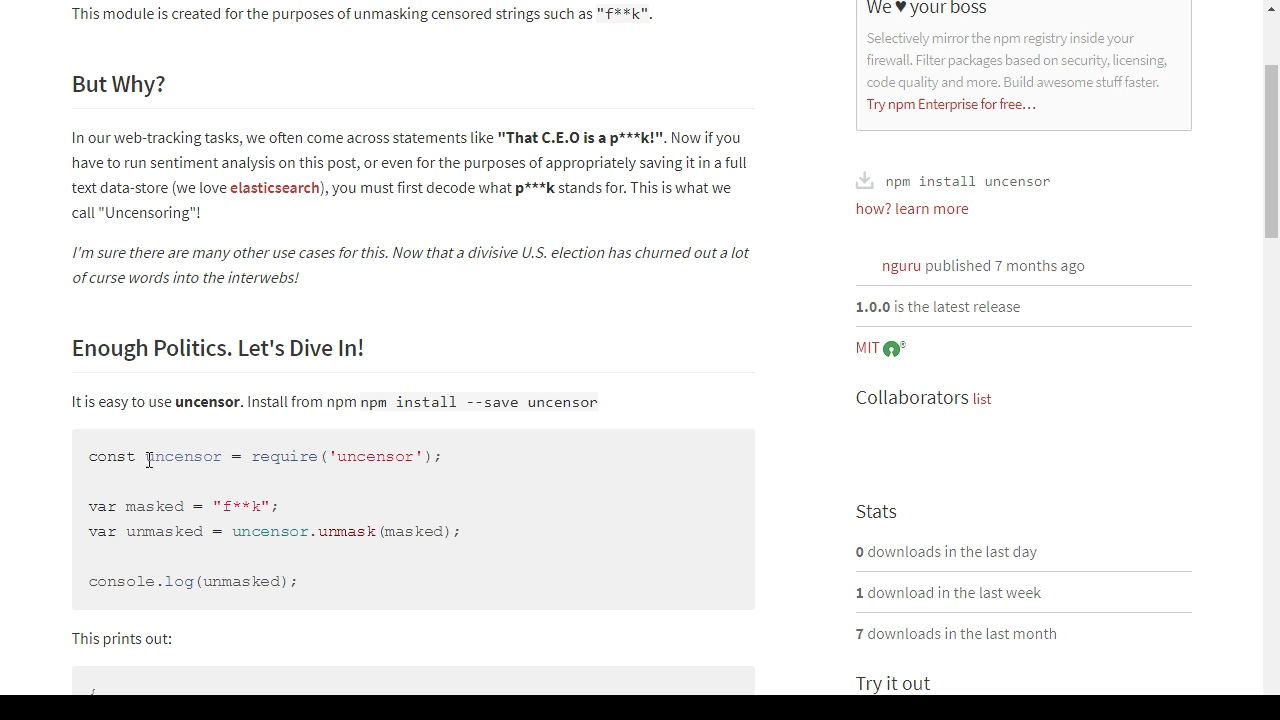 This module is created for the purposes of unmasking censored strings such as "f**k".
But Why?
In our web-tracking tasks, we often come across statements like "That C.E.O is a p***k!". Now if you
have to run sentiment analysis on this post, or even for the purposes of appropriately saving it in a full
text data-store (we love elasticsearch), you must first decode what p***k stands for. This is what we
call "Uncensoring"!
I'm sure there are many other use cases for this. Now that a divisive U.S. election has churned out a lot
of curse words into the interwebs!
Enough Politics. Let's Dive In!
It is easy to use uncensor. Install from npm npm install --save uncensor
const uncensor = require('uncensor');
var masked = "f**k";
var unmasked = uncensor.unmask(masked);
console.log(unmasked);
This prints out:
{
We ♥ your boss
Selectively mirror the npm registry inside your
firewall. Filter packages based on security, licensing,
code quality and more. Build awesome stuff faster.
Try npm Enterprise for free…
npm install uncensor
how? learn more
nguru published 7 months ago
1.0.0 is the latest release
MIT ®
Collaborators list
Stats
0 downloads in the last day
1 download in the last week
7 downloads in the last month
Try it out